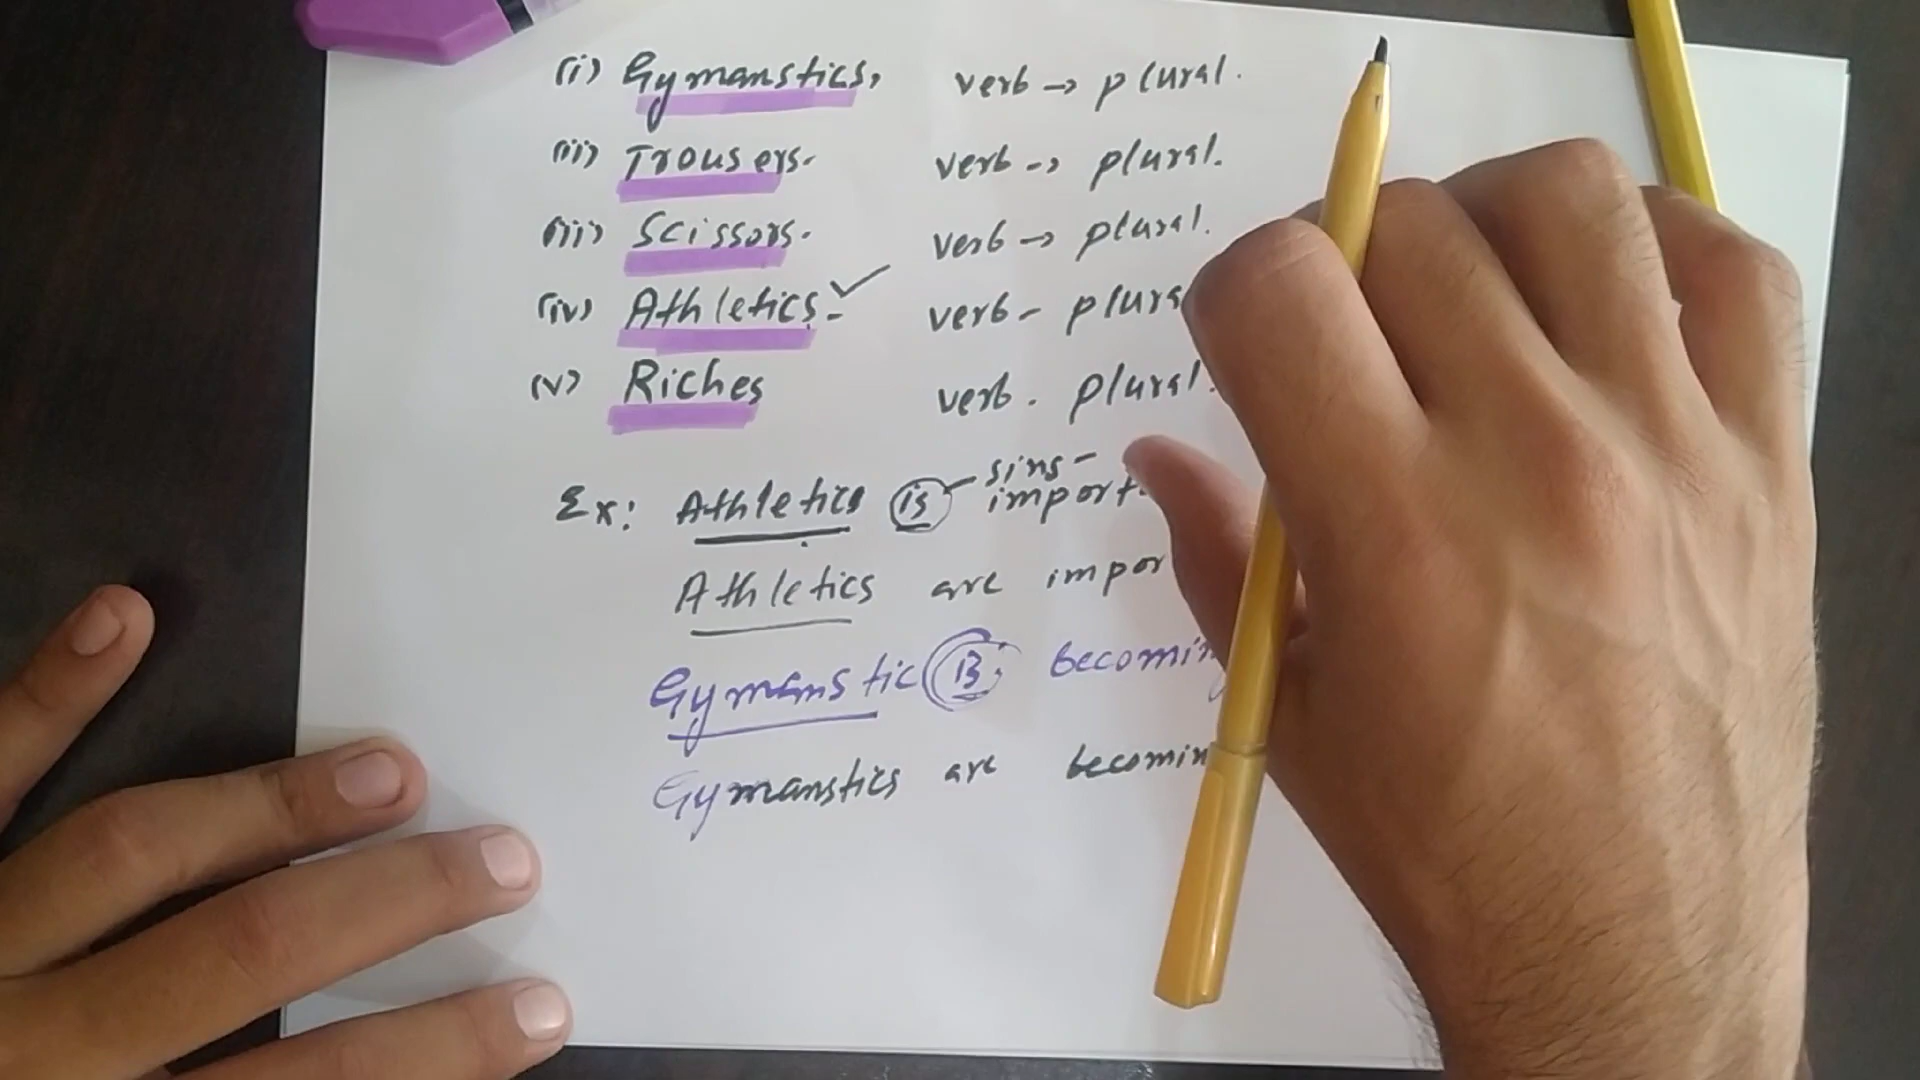 (i) Gymanstics, verb → plural.
(ii) Trousers. verb → plural.
(iii) Scissors. verb → plural.
(iv) Athletics - verb - plura
(v) Riches verb. plural.
sing -
Ex: Athletics is import
Athletics are impor
Gymanstic is becomin
Gymanstics are becomin